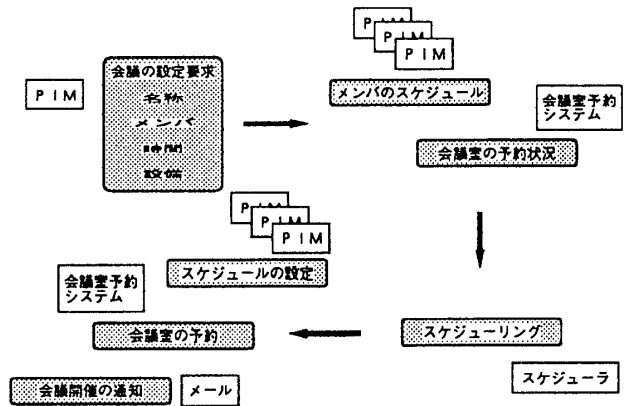 PIM
会議の設定要求
名称
メンバ
時間
設備
PIM
PIM
PIM
メンバのスケジュール
会議室予約
システム
会議室の予約状況
スケジューリング
スケジューラ
PIM
PIM
PIM
スケジュールの設定
会議室予約
システム
会議室の予約
会議開催の通知
メール